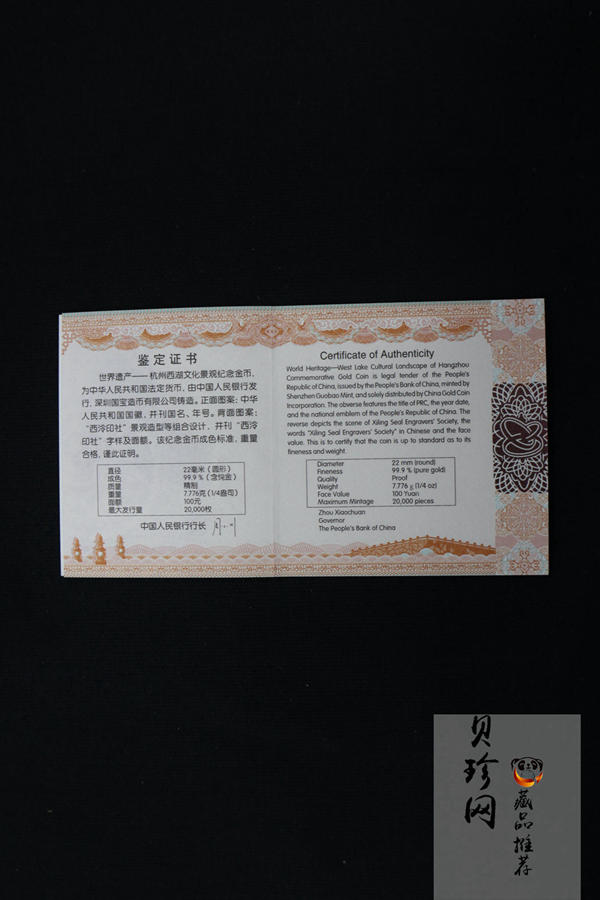 鉴定证书
世界遗产——杭州西湖文化景观纪念金币，
为中华人民共和国法定货币，由中国人民银行发
行，深圳国宝造币有限公司铸造。正面图案：中华
人民共和国国徽，并刊国名、年号。背面图案：
“西泠印社”景观造型等组合设计，并刊“西泠
印社”字样及面额。该纪念金币成色标准，重量
合格，谨此证明。
直径 22毫米（圆形）
成色 99.9％（含纯金）
质量 精制
重量 7.776克(1/4盎司)
面额 100元
最大发行量 20,000枚
中国人民银行行长
Certificate of Authenticity
World Heritage—West Lake Cultural Landscape of Hangzhou
Commemorative Gold Coin is legal tender of the People's
Republic of China, issued by the People's Bank of China, minted by
Shenzhen Guobao Mint, and solely distributed by China Gold Coin
Incorporation. The obverse features the title of PRC, the year date,
and the national emblem of the People's Republic of China. The
reverse depicts the scene of Xiling Seal Engravers' Society, the
words "Xiling Seal Engravers' Society" in Chinese and the face
value. This is to certify that the coin is up to standard as to its
fineness and weight.
Diameter 22 mm (round)
Fineness 99.9 % (pure gold)
Quality Proof
Weight 7.776 g (1/4 oz)
Face Value 100 Yuan
Maximum Mintage 20,000 pieces
Zhou Xiaochuan
Governor
The People's Bank of China
贝珍网
藏品推荐